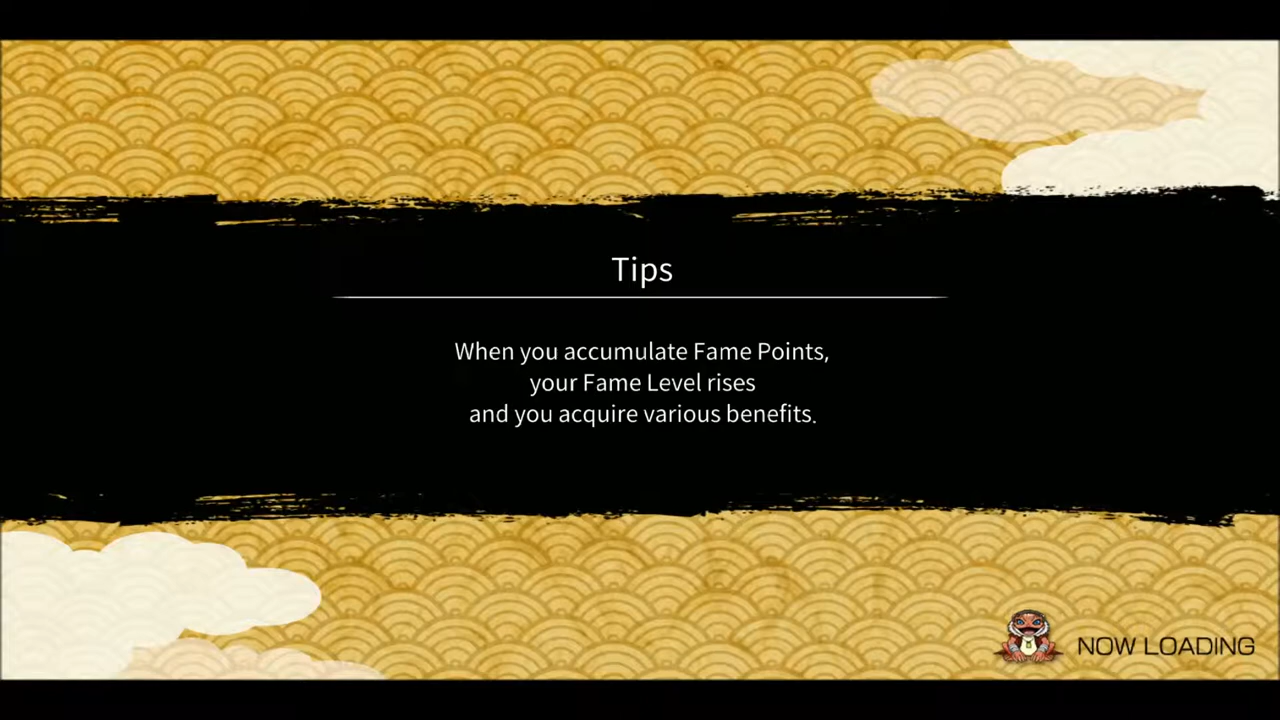 Tips
When you accumulate Fame Points,
your Fame Level rises
and you acquire various benefits.
NOW LOADING